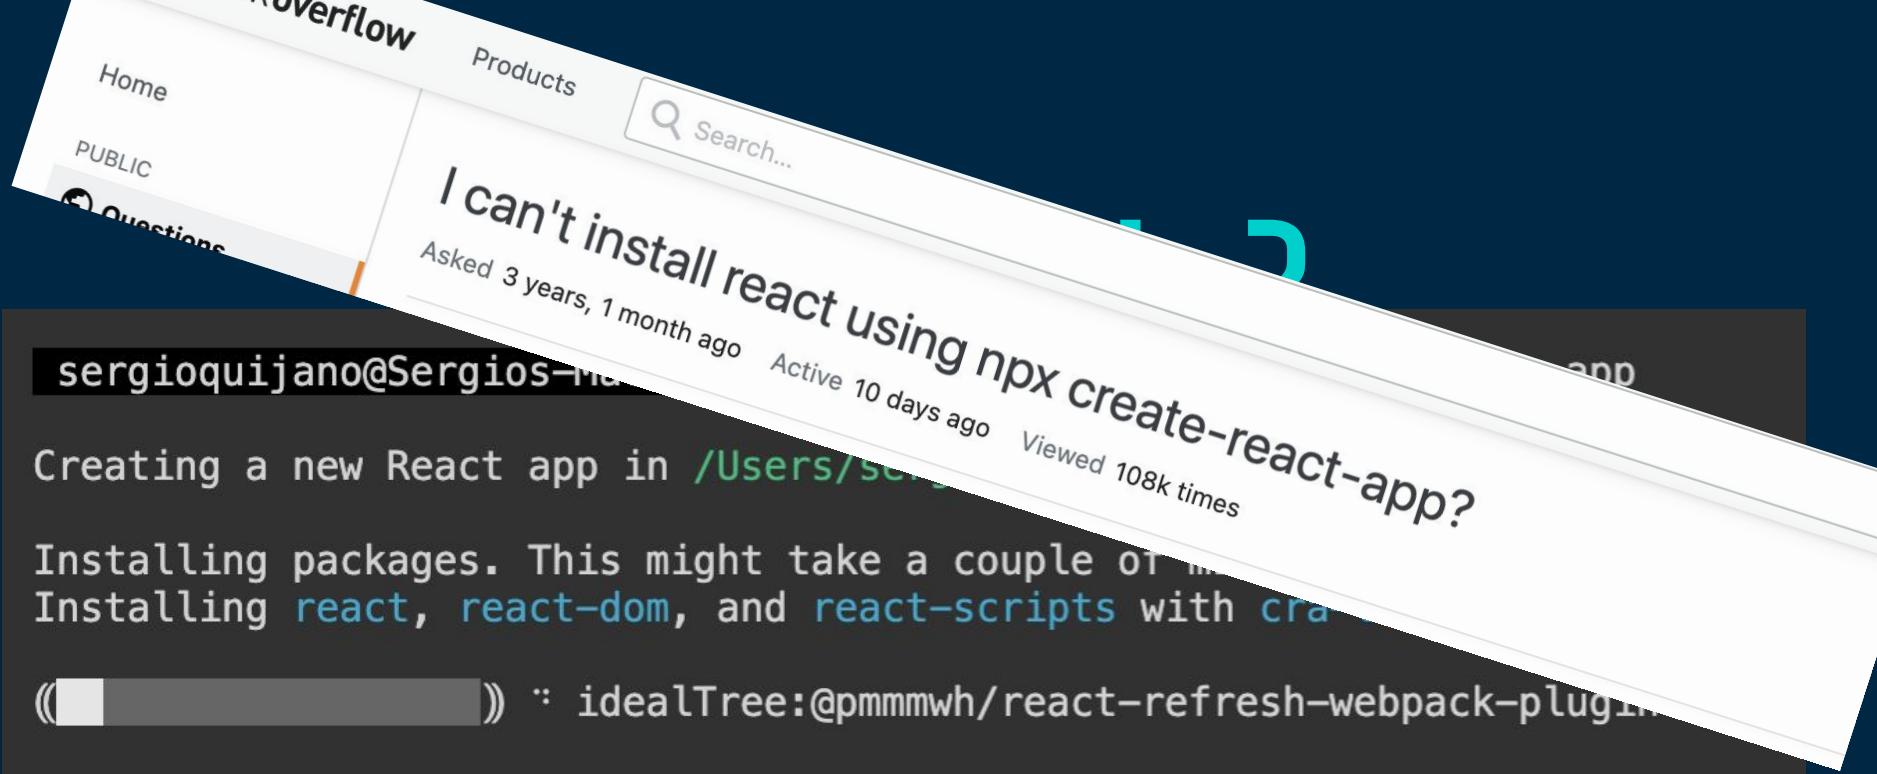 overflow
Products
Search...
Home
PUBLIC
Questions
I can't install react using npx create-react-app?
Asked 3 years, 1 month ago Active 10 days ago Viewed 108k times
sergioquijano@Sergios- app
Creating a new React app in /Users/
Installing packages. This might take a couple of
Installing react, react-dom, and react-scripts with cra-
idealTree:@pmmmwh/react-refresh-webpack-plugin